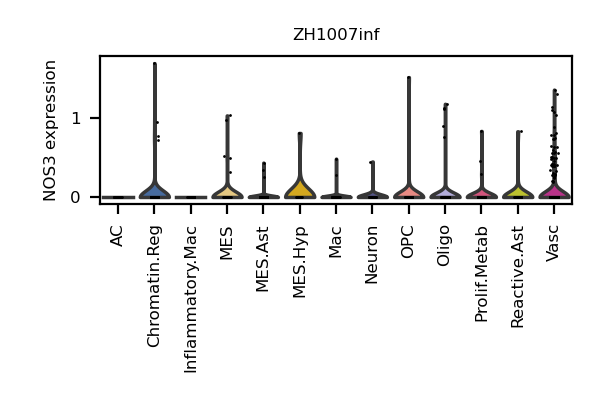 ZH1007inf
NOS3 expression
1
0
AC
Chromatin.Reg
Inflammatory.Mac
MES
MES.Ast
MES.Hyp
Mac
Neuron
OPC
Oligo
Prolif.Metab
Reactive.Ast
Vasc